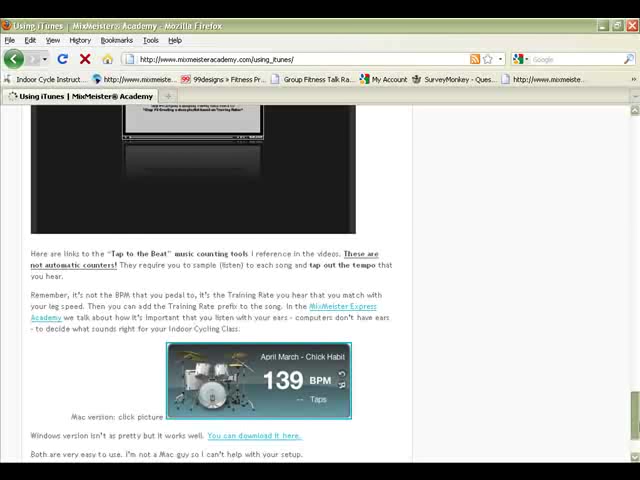 Using iTunes | MixMeister® Academy - Mozilla Firefox
File Edit View History Bookmarks Tools Help
http://www.mixmeisteracademy.com/using_itunes/
Google
Indoor Cycle Instruct... http://www.mixmeiste... 99designs » Fitness Pr... Group Fitness Talk Ra... My Account SurveyMonkey - Ques... http://www.mixmeiste...
Using iTunes | MixMeister® Academy
Here are links to the "Tap to the Beat" music counting tools I reference in the videos. These are
not automatic counters! They require you to sample (listen) to each song and tap out the tempo that
you hear.
Remember, it's not the BPM that you pedal to, it's the Training Rate you hear that you match with
your leg speed. Then you can add the Training Rate prefix to the song. In the MixMeister Express
Academy we talk about how it's important that you listen with your ears - computers don't have ears
- to decide what sounds right for your Indoor Cycling Class.
April March - Chick Habit
139 BPM
-- Taps
Mac version: click picture
Windows version isn't as pretty but it works well. You can download it here.
Both are very easy to use. I'm not a Mac guy so I can't help with your setup.